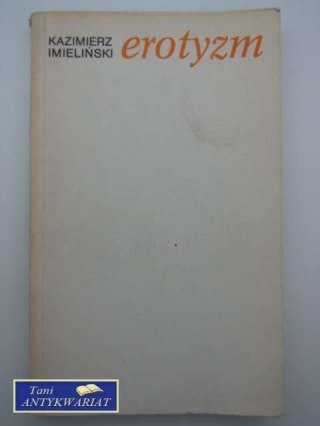 KAZIMIERZ
IMIELIŃSKI
erotyzm
Tani
ANTYKWARIAT